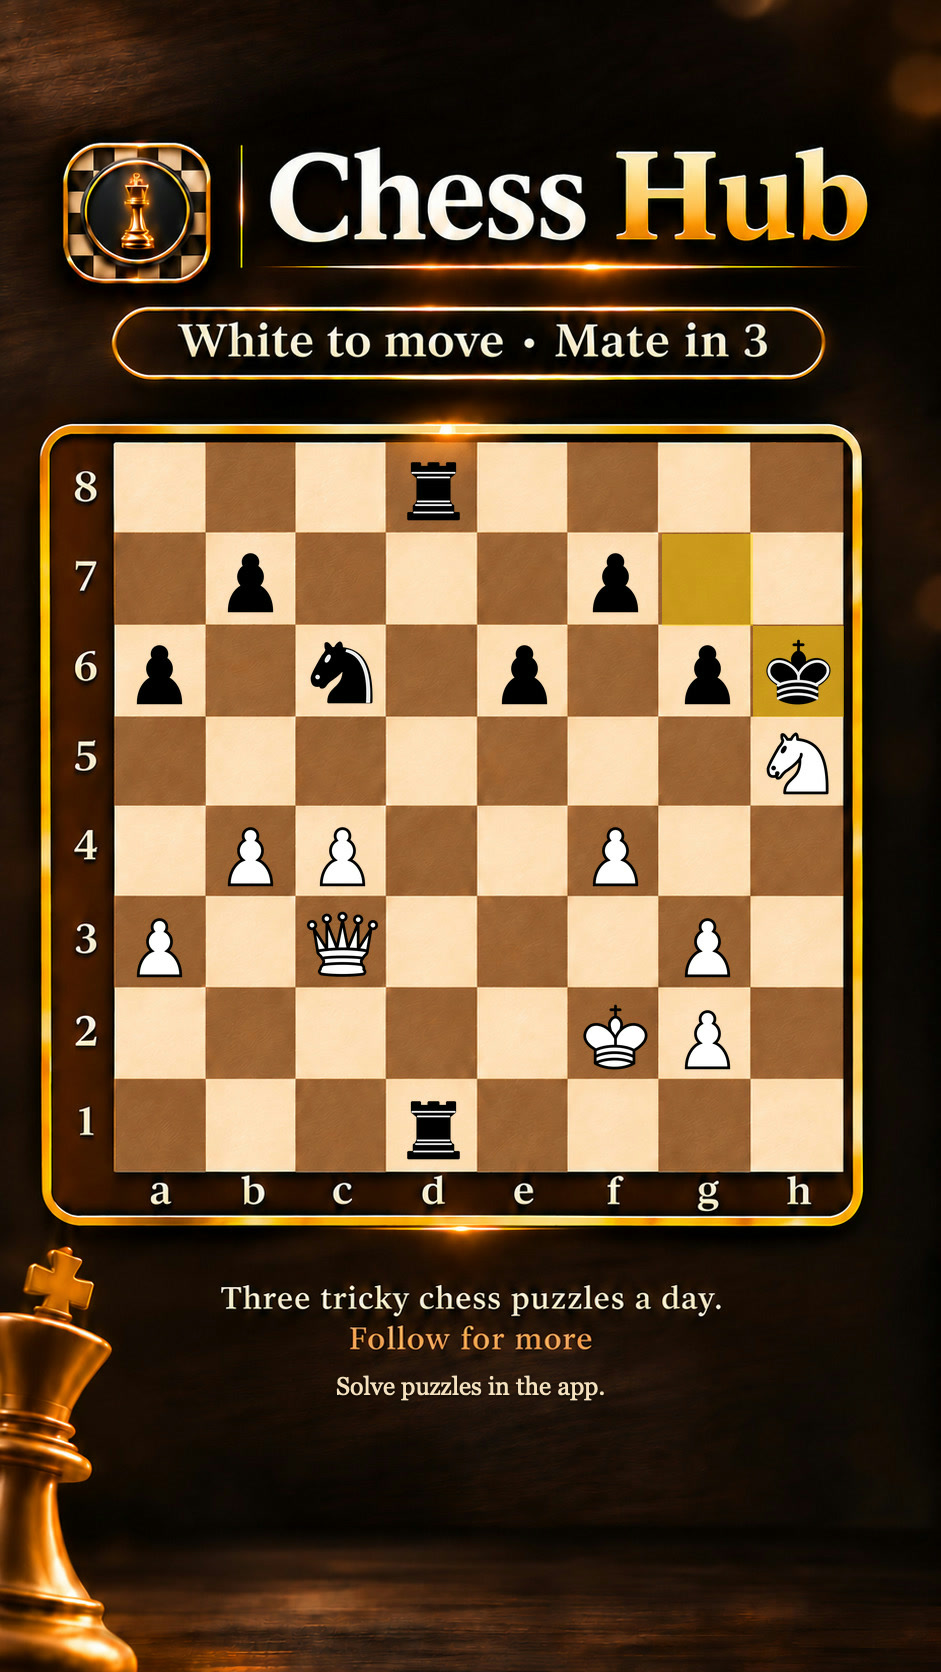 Chess Hub
White to move • Mate in 3
8
7
6
5
4
3
2
1
a b c d e f g h
Three tricky chess puzzles a day.
Follow for more
Solve puzzles in the app.